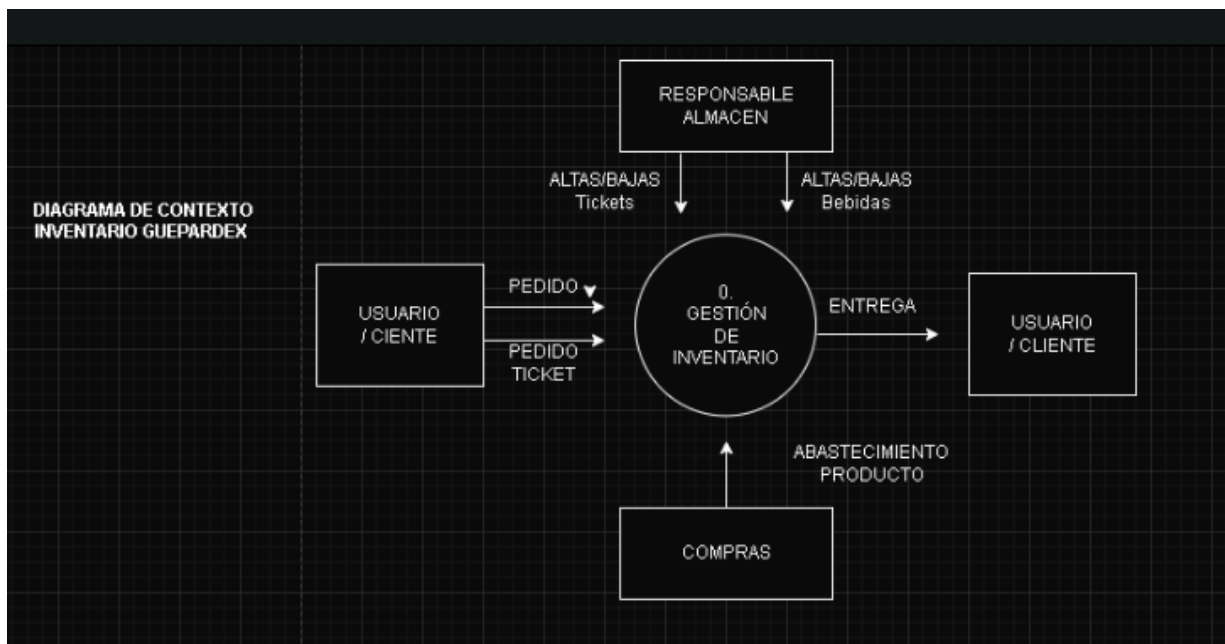 RESPONSABLE
ALMACEN
ALTAS/BAJAS
Tickets
ALTAS/BAJAS
Bebidas
DIAGRAMA DE CONTEXTO
INVENTARIO GUEPARDEX
USUARIO
/ CIENTE
PEDIDO
PEDIDO
TICKET
0.
GESTIÓN
DE
INVENTARIO
ENTREGA
USUARIO
/ CLIENTE
ABASTECIMIENTO
PRODUCTO
COMPRAS